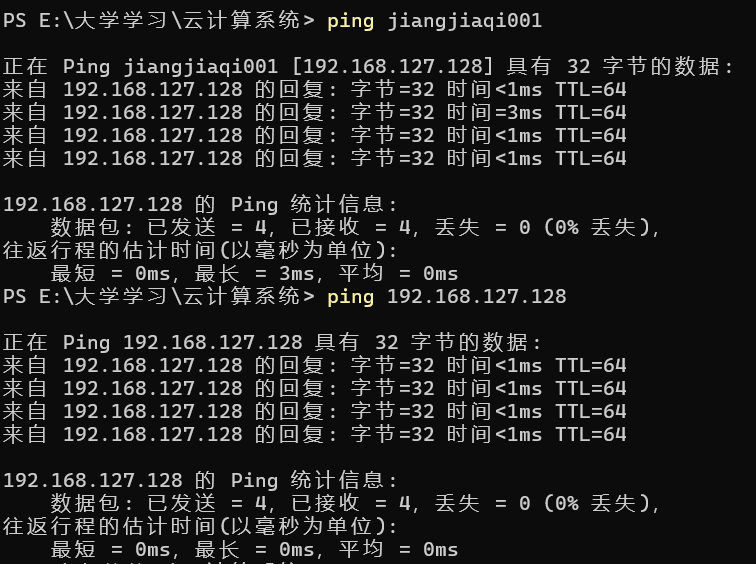 PS E:\大学学习\云计算系统> ping jiangjiaqi001
正在 Ping jiangjiaqi001 [192.168.127.128] 具有 32 字节的数据:
来自 192.168.127.128 的回复: 字节=32 时间<1ms TTL=64
来自 192.168.127.128 的回复: 字节=32 时间=3ms TTL=64
来自 192.168.127.128 的回复: 字节=32 时间<1ms TTL=64
来自 192.168.127.128 的回复: 字节=32 时间<1ms TTL=64
192.168.127.128 的 Ping 统计信息:
    数据包: 已发送 = 4，已接收 = 4，丢失 = 0 (0% 丢失)，
往返行程的估计时间(以毫秒为单位):
    最短 = 0ms，最长 = 3ms，平均 = 0ms
PS E:\大学学习\云计算系统> ping 192.168.127.128
正在 Ping 192.168.127.128 具有 32 字节的数据:
来自 192.168.127.128 的回复: 字节=32 时间<1ms TTL=64
来自 192.168.127.128 的回复: 字节=32 时间<1ms TTL=64
来自 192.168.127.128 的回复: 字节=32 时间<1ms TTL=64
来自 192.168.127.128 的回复: 字节=32 时间<1ms TTL=64
192.168.127.128 的 Ping 统计信息:
    数据包: 已发送 = 4，已接收 = 4，丢失 = 0 (0% 丢失)，
往返行程的估计时间(以毫秒为单位):
    最短 = 0ms，最长 = 0ms，平均 = 0ms